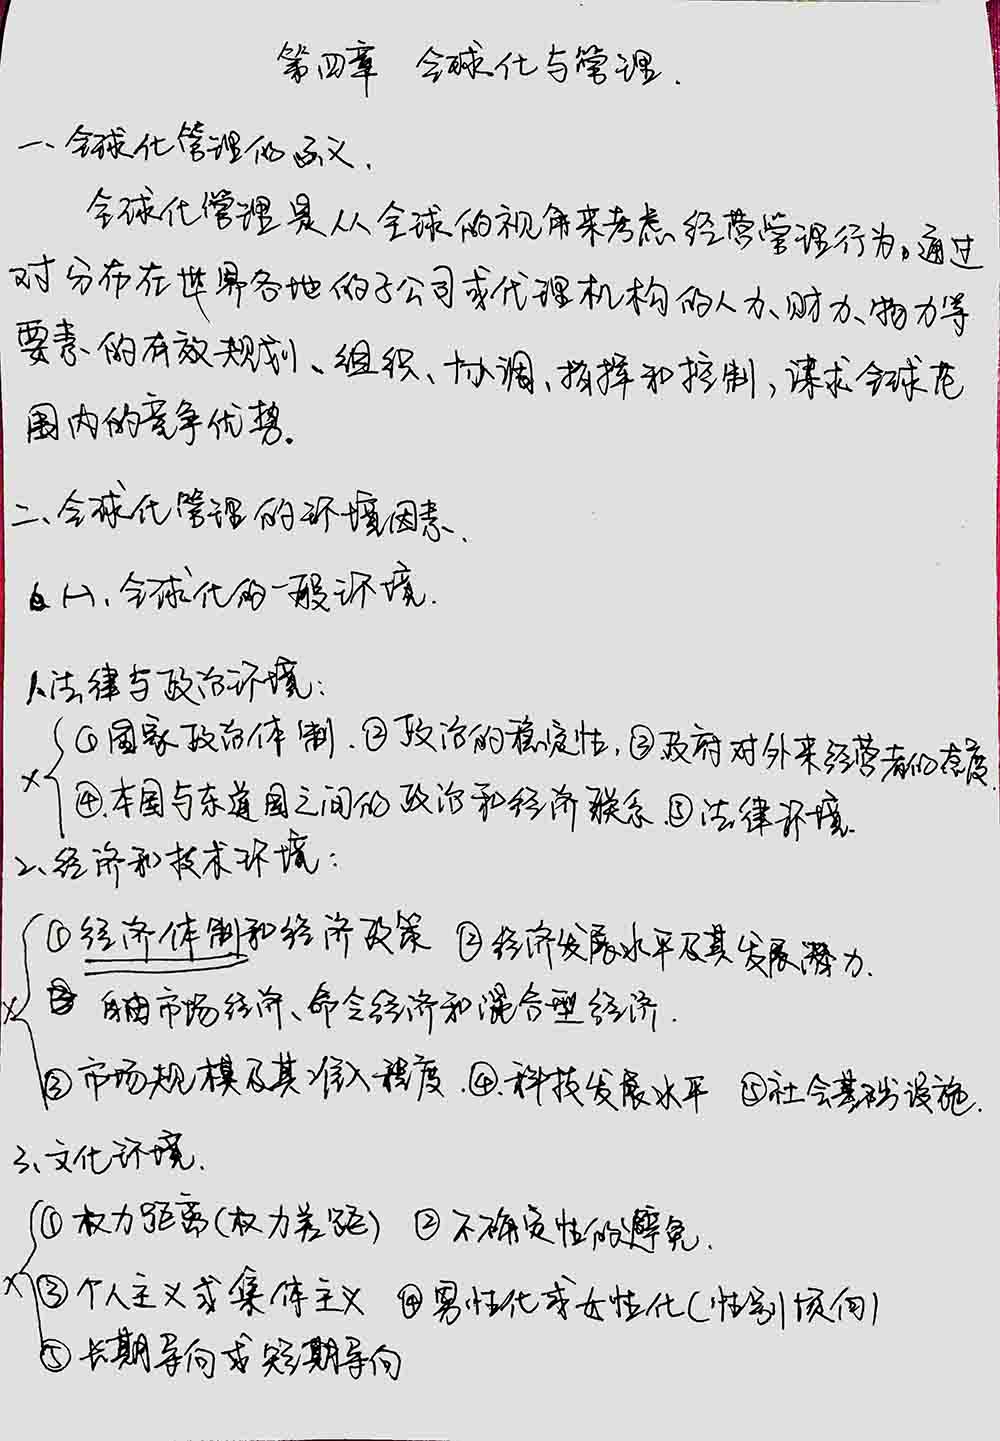 第四章 全球化与管理.
一、全球化管理的函义.
全球化管理是从全球的视角来考虑经营管理行为。通过
对分布在世界各地的子公司或代理机构的人力、财力、物力等
要素的有效规划、组织、协调、指挥和控制,谋求全球范
围内的竞争优势。
二、全球化管理的环境因素、
(一)、全球化的一般环境.
1.法律与政治环境:
①国家政治体制.②政治的稳定性,③政府对外来经营者的态度
④.本国与东道国之间的政治和经济联系.⑤法律环境.
2、经济和技术环境:
①经济体制和经济政策 ②经济发展水平及其发展潜力.
自由市场经济、命令经济和混合型经济.
③市场规模及其准入程度.④.科技发展水平 ⑤社会基础设施.
3、文化环境.
①权力距离(权力差距) ②不确定性的避免.
③个人主义或集体主义 ④男性化或女性化(性别倾向)
⑤长期导向或短期导向